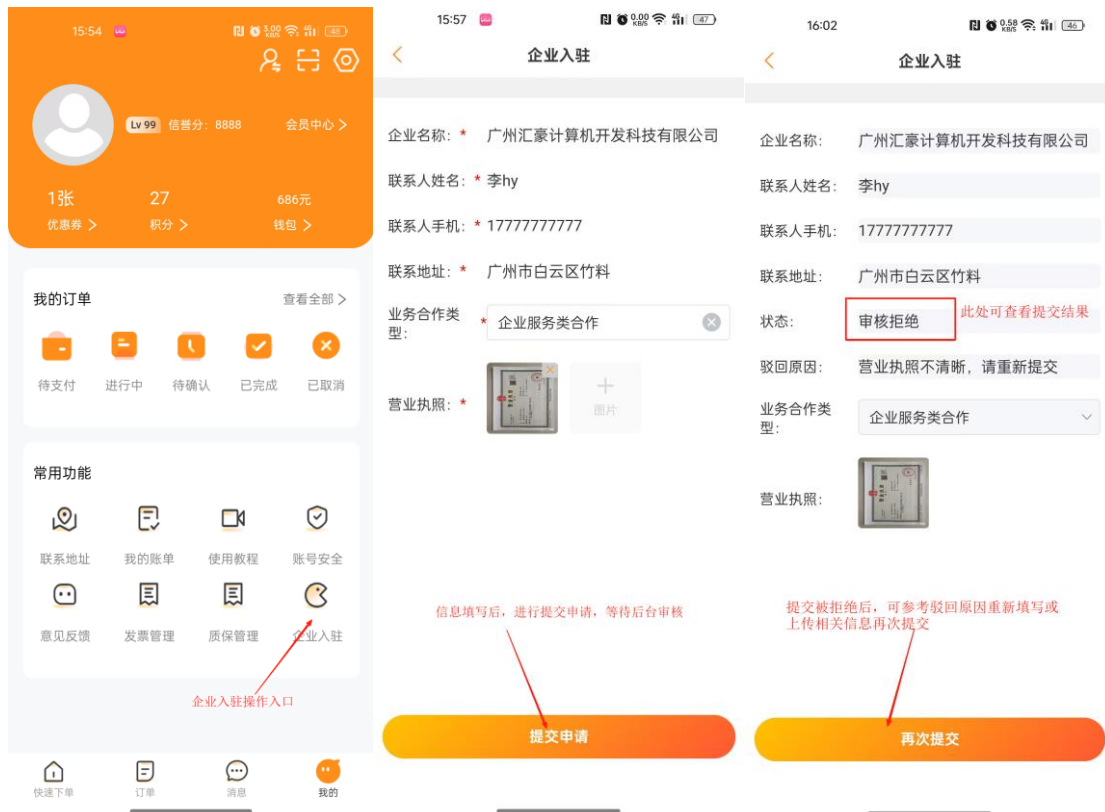 15:54
3.00 KB/S
4G
48
Lv 99 信誉分：8888 会员中心
1张 27 686元
优惠券 积分 钱包
我的订单 查看全部
待支付 进行中 待确认 已完成 已取消
常用功能
联系地址 我的账单 使用教程 账号安全
意见反馈 发票管理 质保管理 企业入驻
企业入驻操作入口
快速下单 订单 消息 我的
15:57
0.00 KB/S
4G
47
企业入驻
企业名称：* 广州汇豪计算机开发科技有限公司
联系人姓名：* 李hy
联系人手机：* 17777777777
联系地址：* 广州市白云区竹料
业务合作类型：* 企业服务类合作
营业执照：*
图片
信息填写后，进行提交申请，等待后台审核
提交申请
16:02
0.58 KB/S
4G
46
企业入驻
企业名称： 广州汇豪计算机开发科技有限公司
联系人姓名： 李hy
联系人手机： 17777777777
联系地址： 广州市白云区竹料
状态： 审核拒绝 此处可查看提交结果
驳回原因： 营业执照不清晰，请重新提交
业务合作类型： 企业服务类合作
营业执照：
提交被拒绝后，可参考驳回原因重新填写或
上传相关信息再次提交
再次提交